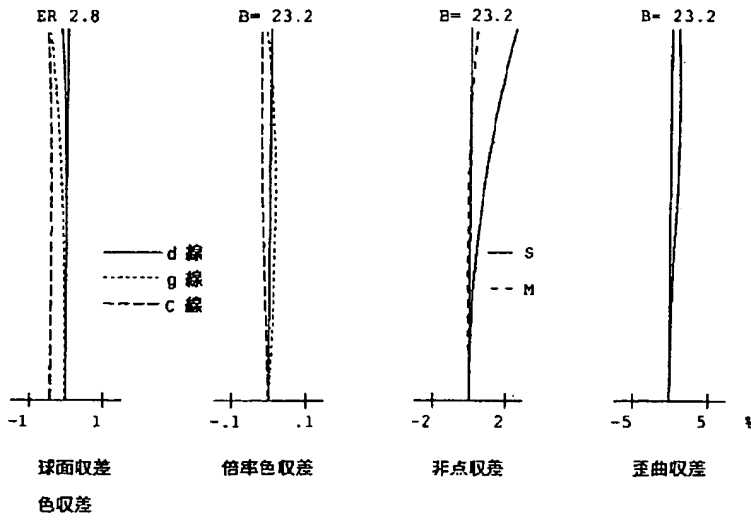 ER 2.8
B= 23.2
B= 23.2
B= 23.2
d 線
g 線
C 線
S
M
-1 1
-.1 .1
-2 2
-5 5 %
球面収差
色収差
倍率色収差
非点収差
歪曲収差